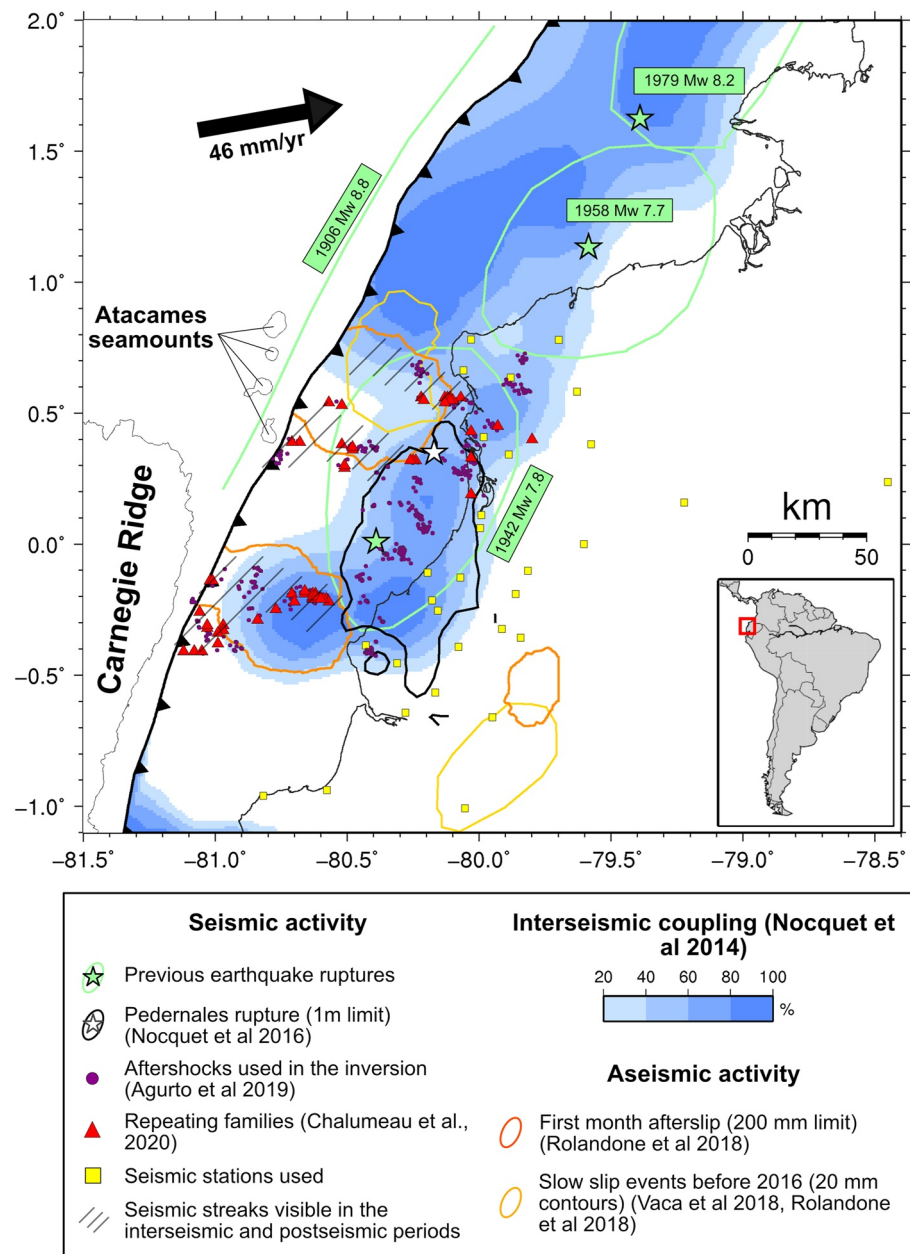 2.0°
1.5°
1.0°
0.5°
0.0°
−0.5°
−1.0°
−81.5
−81.0°
−80.5°
−80.0°
−79.5°
−79.0°
−78.5°
46 mm/yr
1979 Mw 8.2
1958 Mw 7.7
1906 Mw 8.8
1942 Mw 7.8
Atacames
seamounts
Carnegie Ridge
km
0
50
Seismic activity
Previous earthquake ruptures
Pedernales rupture (1m limit)
(Nocquet et al 2016)
Aftershocks used in the inversion
(Agurto et al 2019)
Repeating families (Chalumeau et al.,
2020)
Seismic stations used
Seismic streaks visible in the
interseismic and postseismic periods
Interseismic coupling (Nocquet et
al 2014)
20 40 60 80 100
%
Aseismic activity
First month afterslip (200 mm limit)
(Rolandone et al 2018)
Slow slip events before 2016 (20 mm
contours) (Vaca et al 2018, Rolandone
et al 2018)